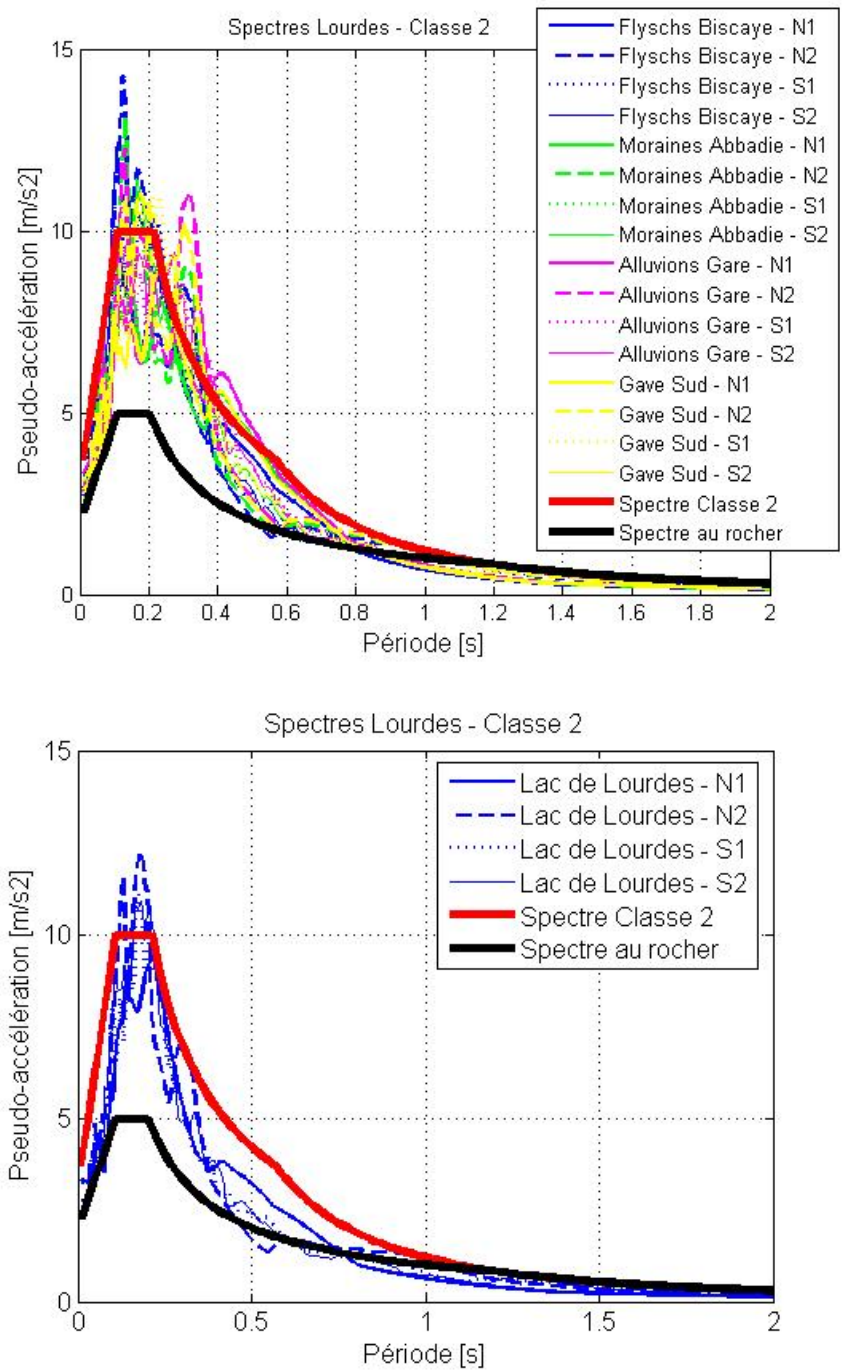 Spectres Lourdes - Classe 2
Flyschs Biscaye - N1
Flyschs Biscaye - N2
Flyschs Biscaye - S1
Flyschs Biscaye - S2
Moraines Abbadie - N1
Moraines Abbadie - N2
Moraines Abbadie - S1
Moraines Abbadie - S2
Alluvions Gare - N1
Alluvions Gare - N2
Alluvions Gare - S1
Alluvions Gare - S2
Gave Sud - N1
Gave Sud - N2
Gave Sud - S1
Gave Sud - S2
Spectre Classe 2
Spectre au rocher
Pseudo-accélération [m/s2]
15
10
5
0
0 0.2 0.4 0.6 0.8 1 1.2 1.4 1.6 1.8 2
Période [s]
Spectres Lourdes - Classe 2
Lac de Lourdes - N1
Lac de Lourdes - N2
Lac de Lourdes - S1
Lac de Lourdes - S2
Spectre Classe 2
Spectre au rocher
Pseudo-accélération [m/s2]
15
10
5
0
0 0.5 1 1.5 2
Période [s]